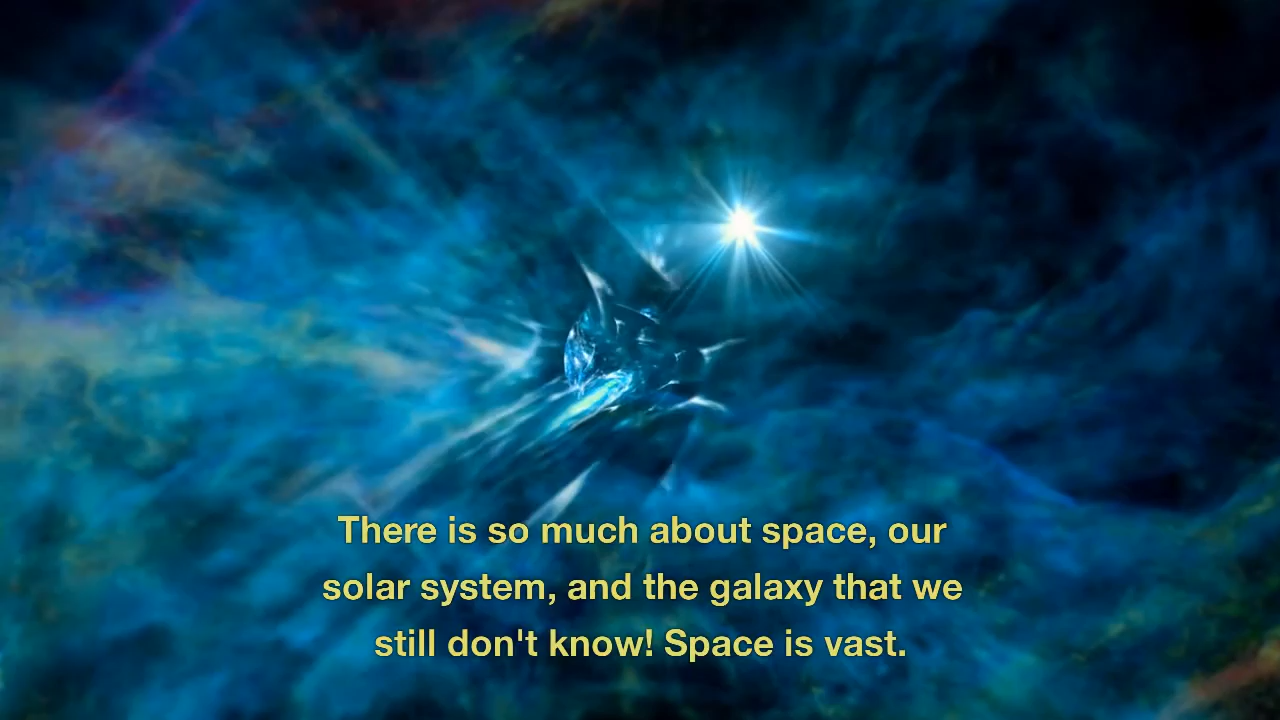 There is so much about space, our
solar system, and the galaxy that we
still don't know! Space is vast.